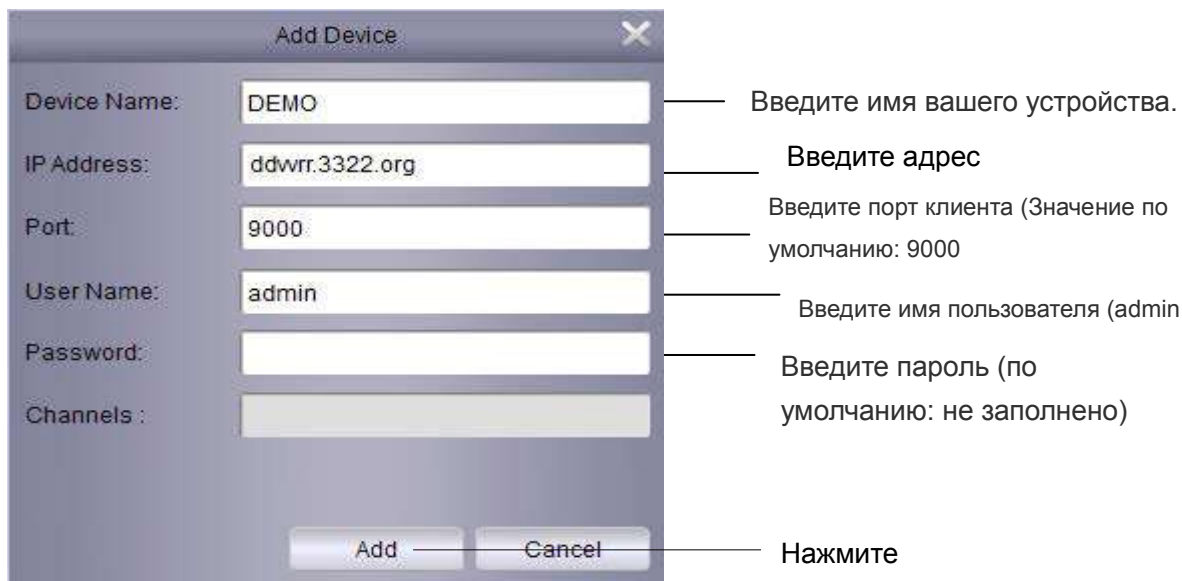 Add Device
Device Name: DEMO
Введите имя вашего устройства.
IP Address: ddvvrr.3322.org
Введите адрес
Port: 9000
Введите порт клиента (Значение по
умолчанию: 9000
User Name: admin
Введите имя пользователя (admin
Password:
Введите пароль (по
умолчанию: не заполнено)
Channels :
Add Cancel
Нажмите